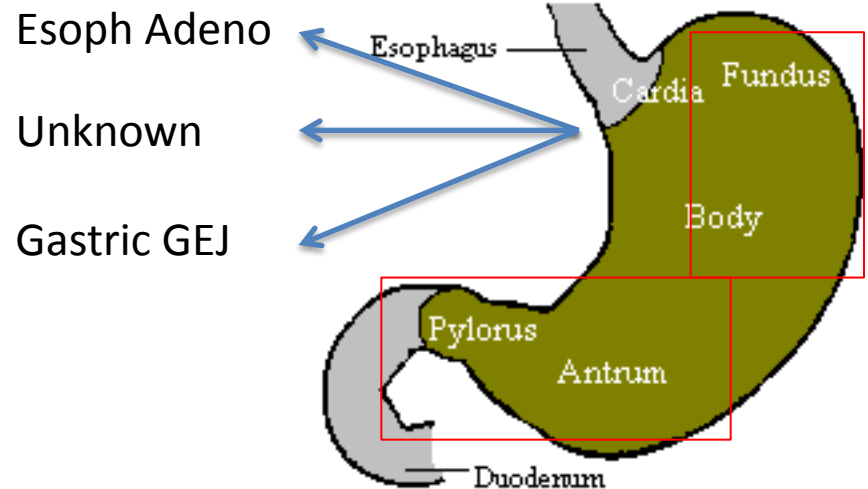 Esoph Adeno
Unknown
Gastric GEJ
Esophagus
Cardia
Fundus
Body
Pylorus
Antrum
Duodenum